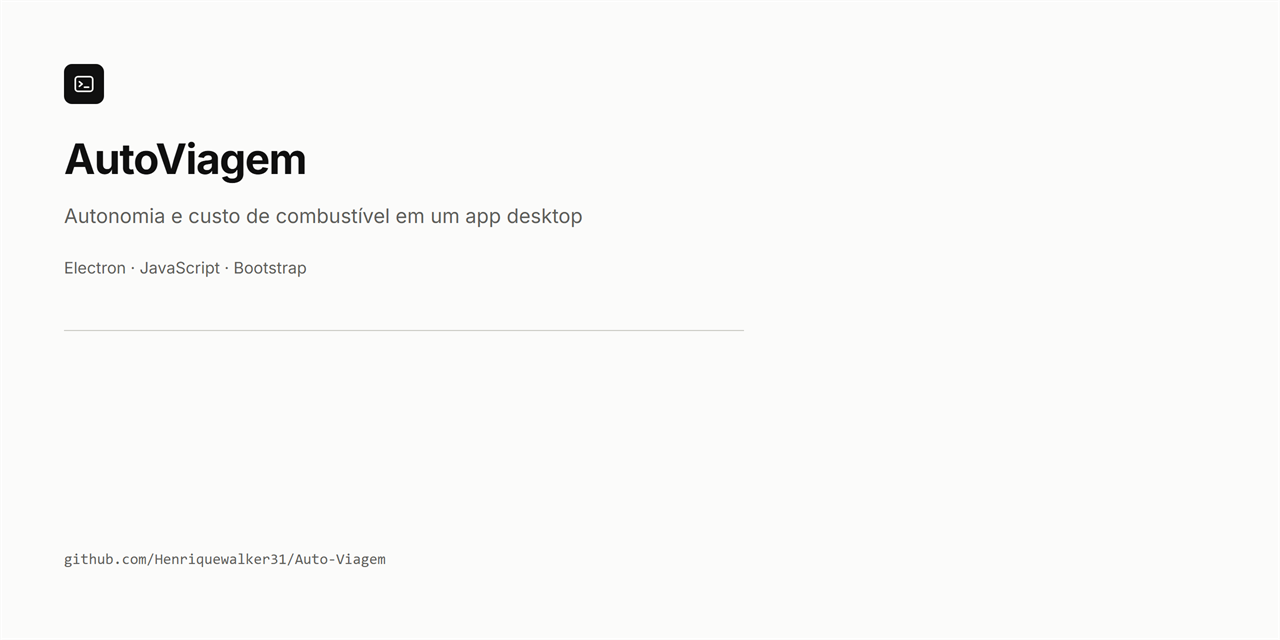 AutoViagem
Autonomia e custo de combustível em um app desktop
Electron · JavaScript · Bootstrap
github.com/Henriquewalker31/Auto-Viagem